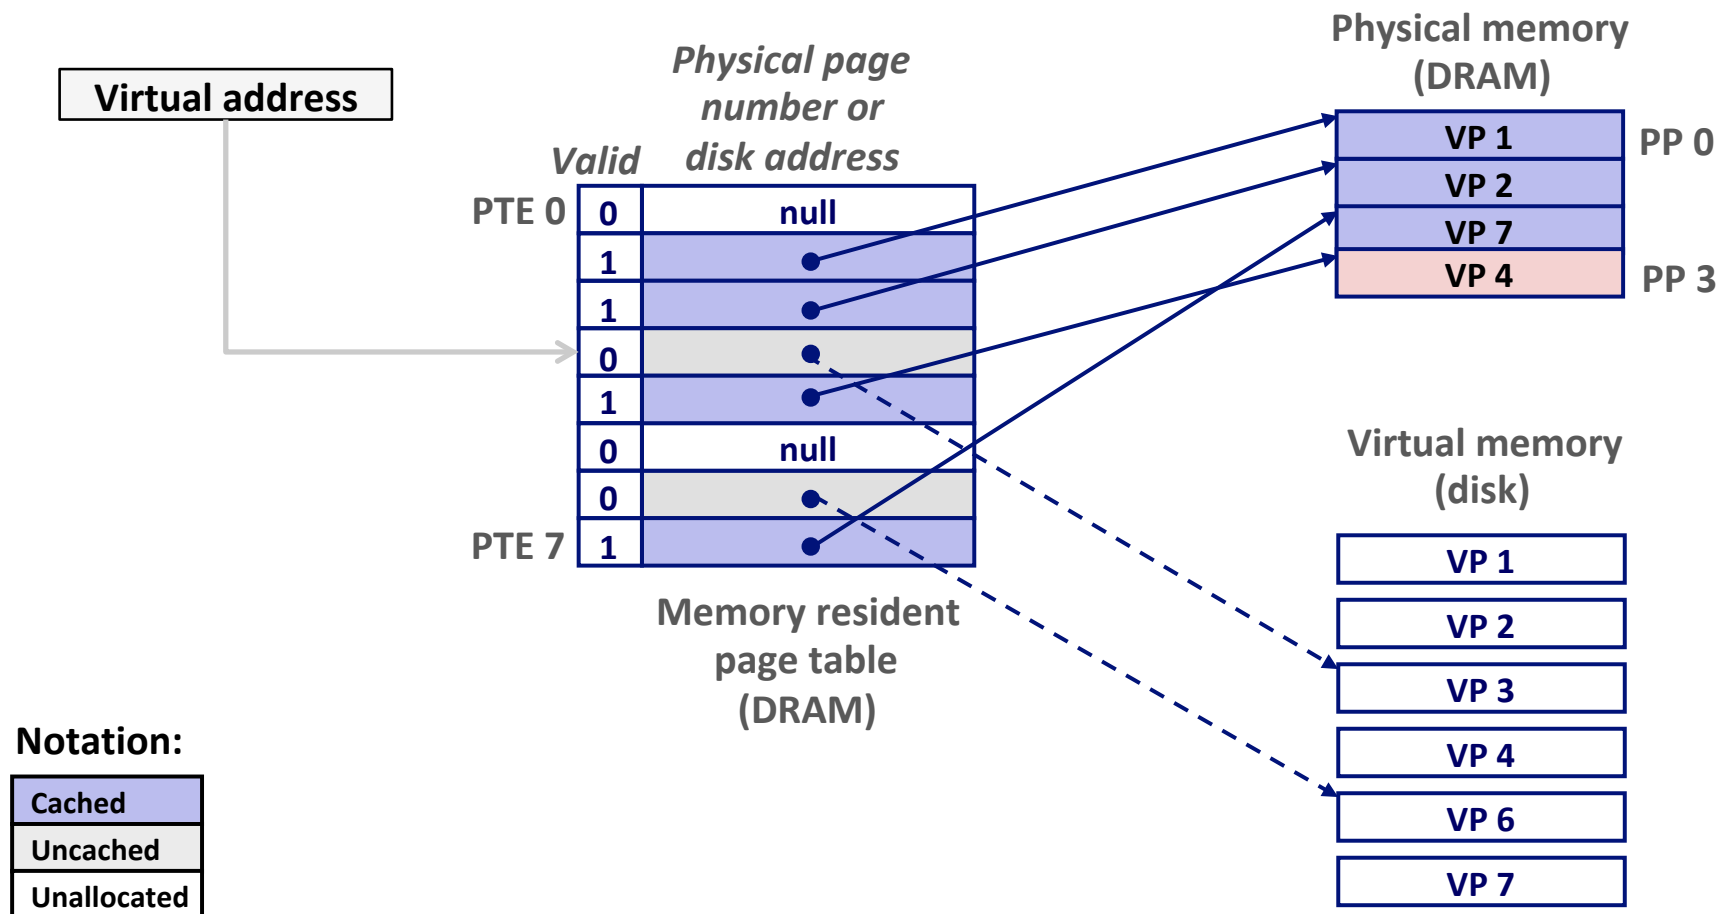 Virtual address
Physical page
number or
disk address
Valid
PTE 0
0
null
1
1
0
1
0
null
0
PTE 7
1
Memory resident
page table
(DRAM)
Physical memory
(DRAM)
VP 1
PP 0
VP 2
VP 7
VP 4
PP 3
Virtual memory
(disk)
VP 1
VP 2
VP 3
VP 4
VP 6
VP 7
Notation:
Cached
Uncached
Unallocated